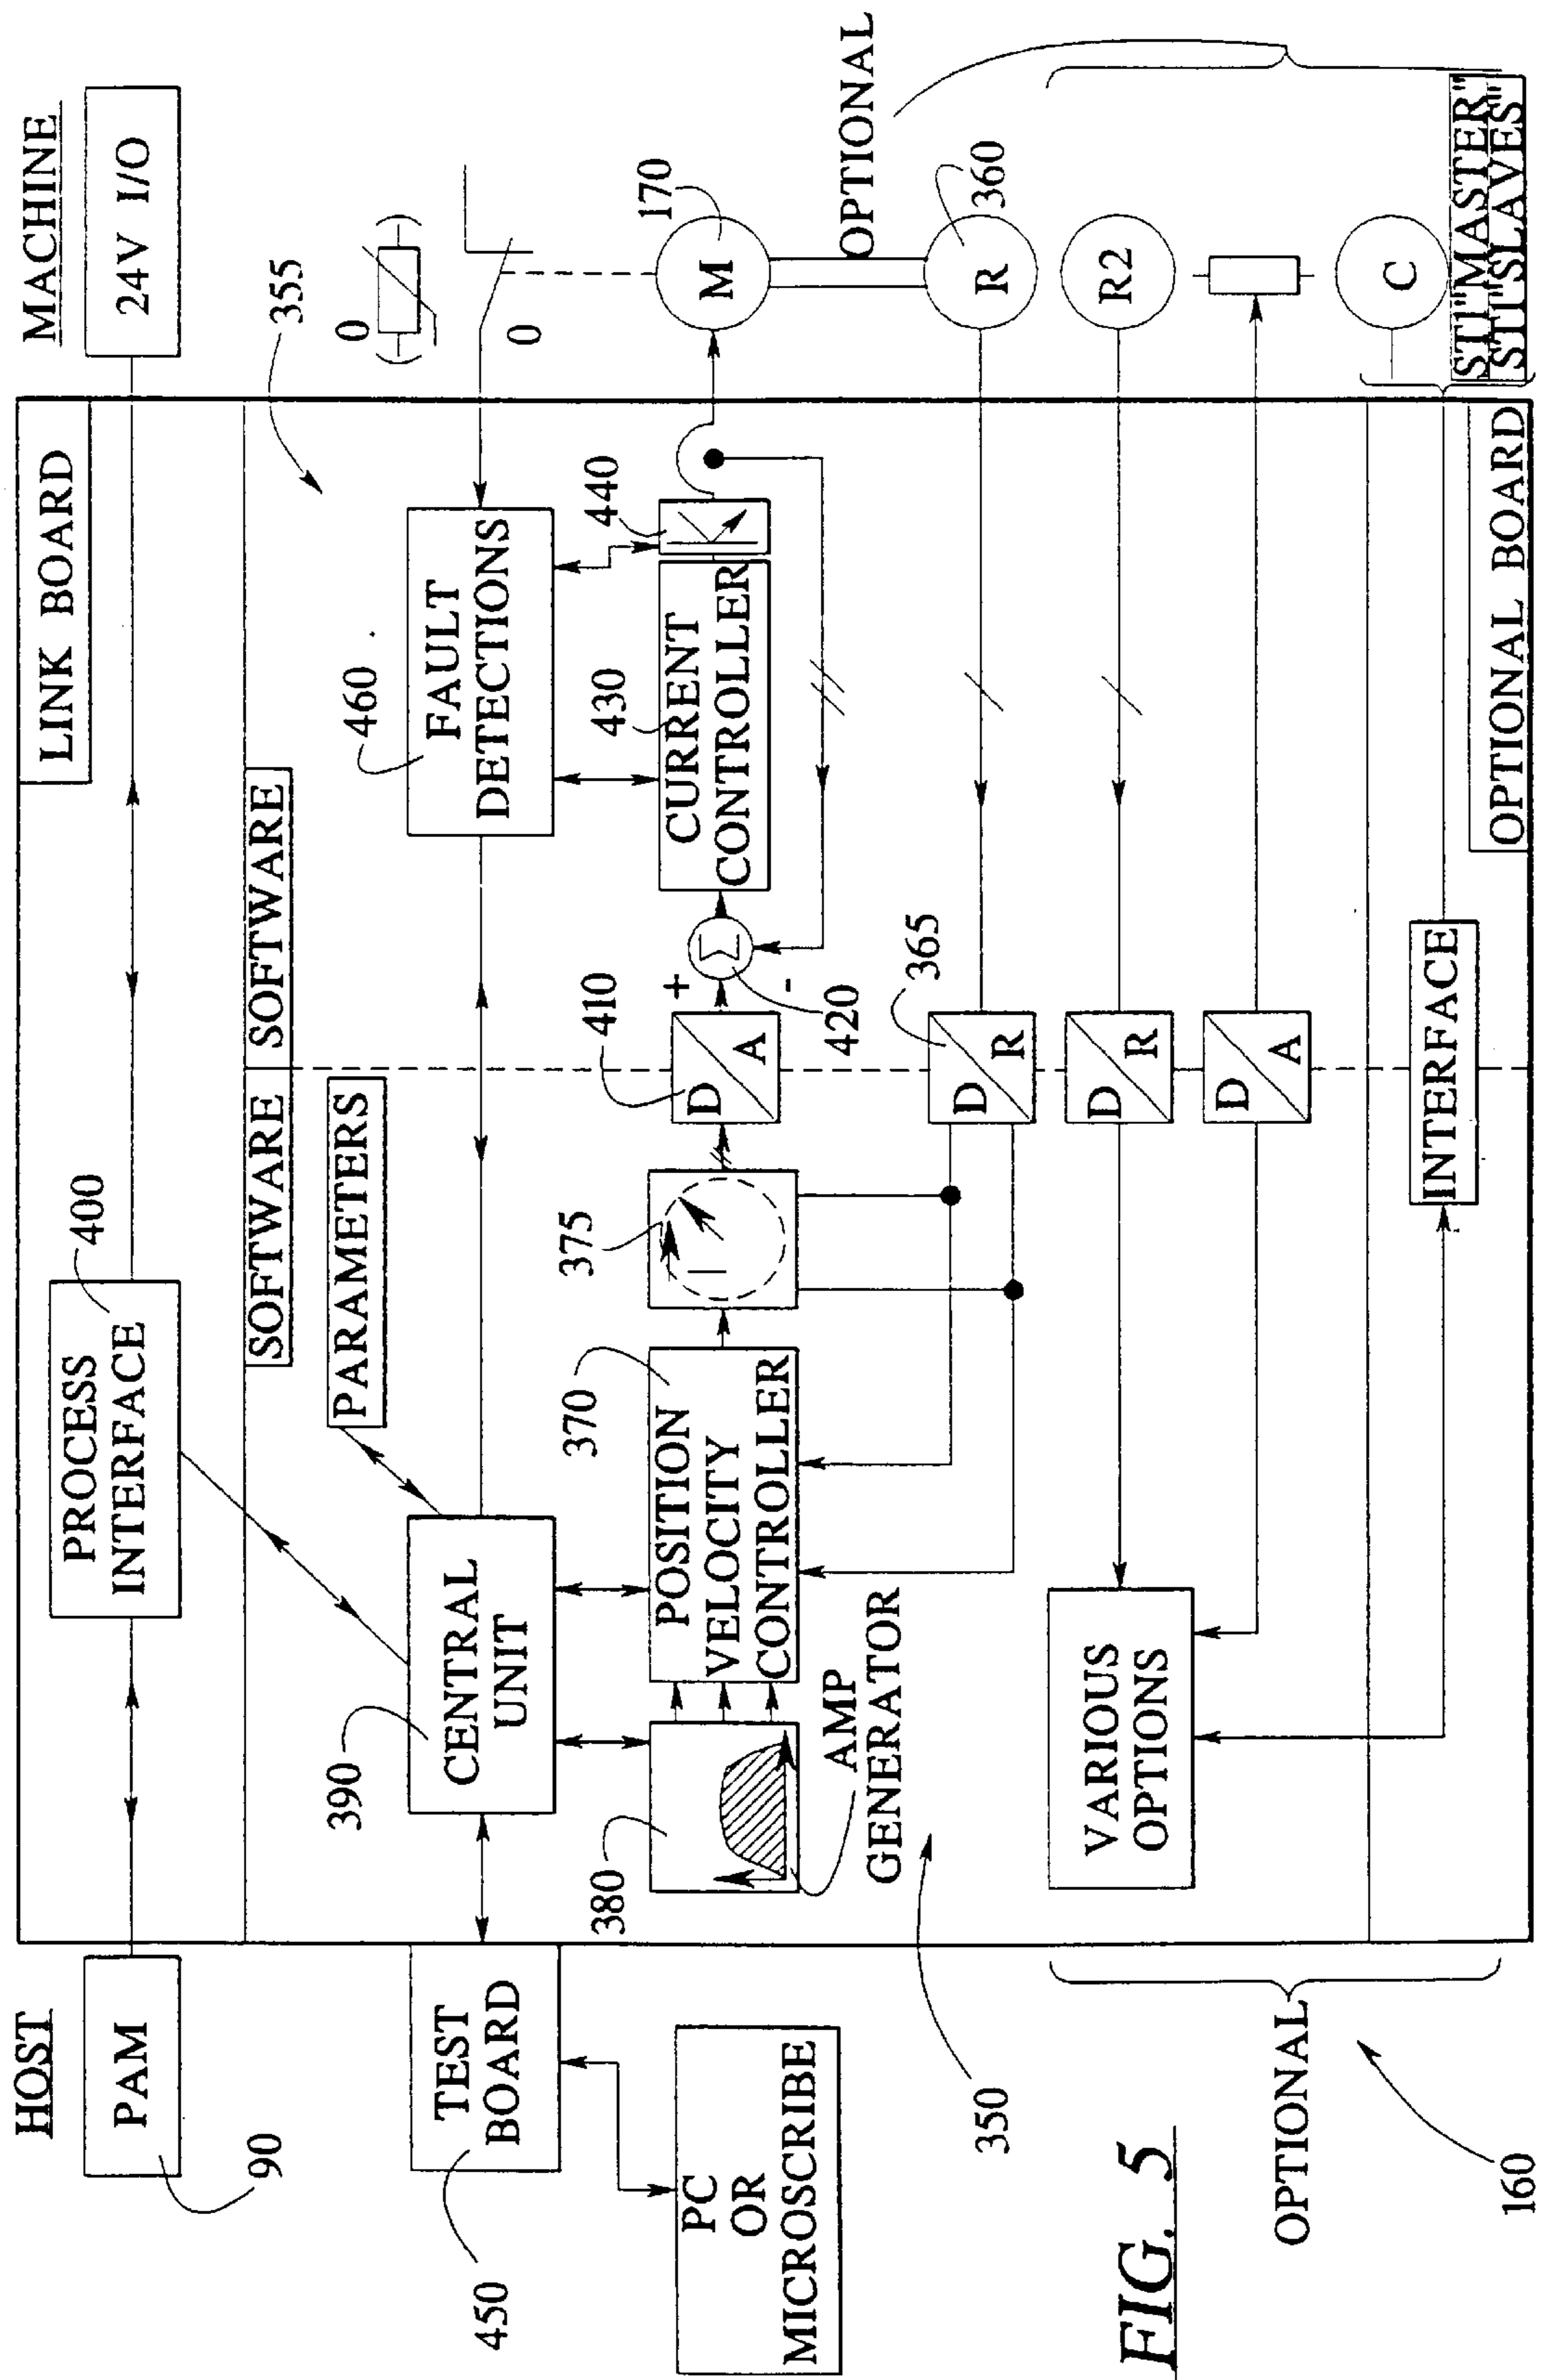 HOST
MACHINE
PAM
90
PROCESS
INTERFACE
400
LINK BOARD
24V I/O
SOFTWARE
SOFTWARE
355
PARAMETERS
TEST
BOARD
450
390
CENTRAL
UNIT
460
FAULT
DETECTIONS
0
0
PC
OR
MICROSCRIBE
380
AMP
GENERATOR
370
POSITION
VELOCITY
CONTROLLER
375
410
D
A
+
-
Σ
420
430
CURRENT
CONTROLLER
440
170
M
OPTIONAL
350
365
D
R
R
360
VARIOUS
OPTIONS
D
R
R2
D
A
OPTIONAL
160
INTERFACE
C
OPTIONAL BOARD
STI"MASTER"
STI"SLAVES"
FIG. 5